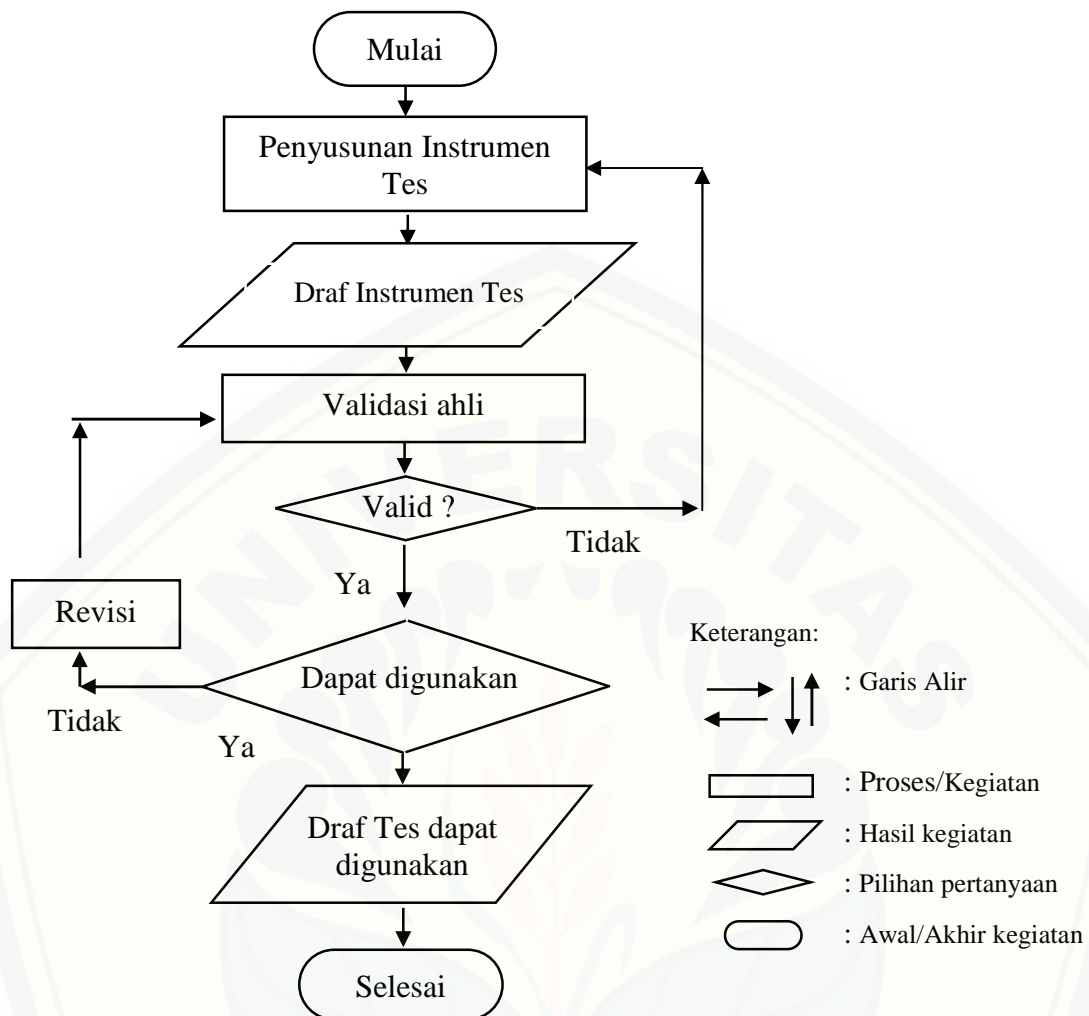 Mulai
Penyusunan Instrumen
Tes
Draf Instrumen Tes
Validasi ahli
Valid ?
Tidak
Ya
Revisi
Dapat digunakan
Tidak
Ya
Draf Tes dapat
digunakan
Selesai
Keterangan:
: Garis Alir
: Proses/Kegiatan
: Hasil kegiatan
: Pilihan pertanyaan
: Awal/Akhir kegiatan
UNIVERSITAS